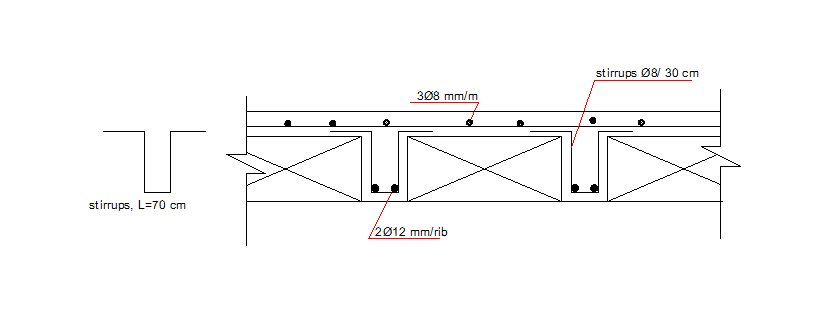 stirrups Ø8/ 30 cm
3Ø8 mm/m
stirrups, L=70 cm
2Ø12 mm/rib